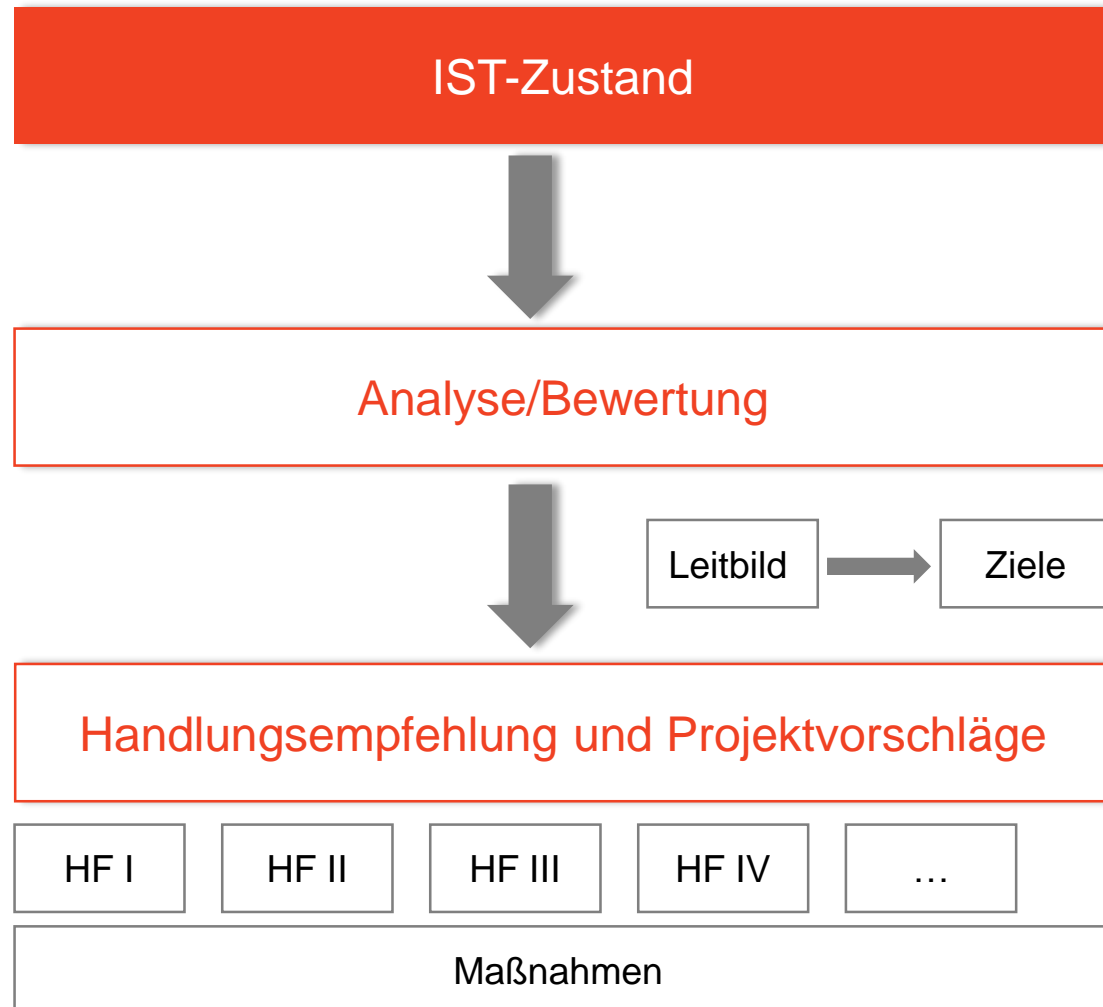 IST-Zustand
Analyse/Bewertung
Leitbild
Ziele
Handlungsempfehlung und Projektvorschläge
HF I
HF II
HF III
HF IV
…
Maßnahmen